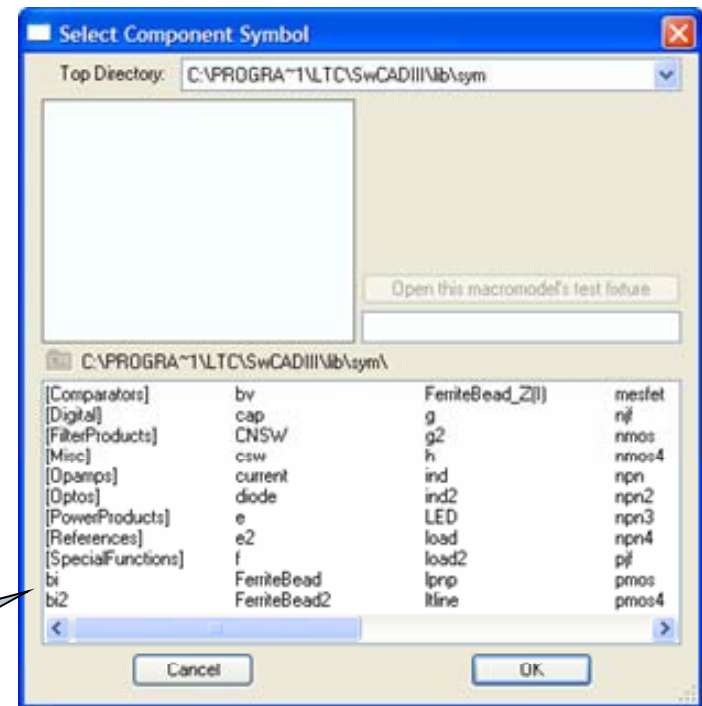 Select Component Symbol
Top Directory: C:\PROGRA~1\LTC\SwCADIII\lib\sym
Open this macromodel's test fixture
C:\PROGRA~1\LTC\SwCADIII\lib\sym\
[Comparators] bv FerriteBead_Z(I) mesfet
[Digital] cap g njf
[FilterProducts] CNSW g2 nmos
[Misc] csw h nmos4
[Opamps] current ind npn
[Optos] diode ind2 npn2
[PowerProducts] e LED npn3
[References] e2 load npn4
[SpecialFunctions] f load2 pjf
bi FerriteBead lpnp pmos
bi2 FerriteBead2 ltline pmos4
Cancel OK